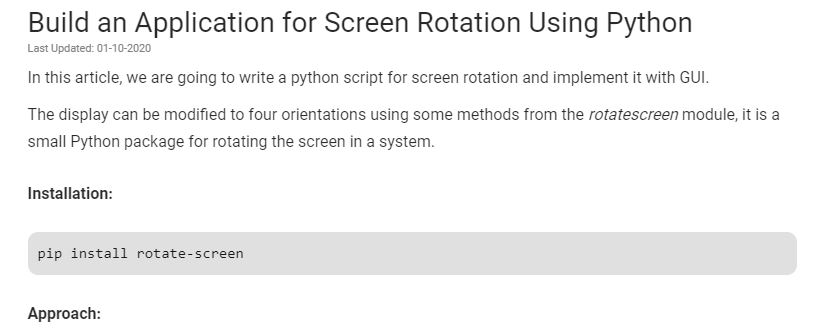 Build an Application for Screen Rotation Using Python
Last Updated: 01-10-2020
In this article, we are going to write a python script for screen rotation and implement it with GUI.
The display can be modified to four orientations using some methods from the rotatescreen module, it is a
small Python package for rotating the screen in a system.
Installation:
pip install rotate-screen
Approach: